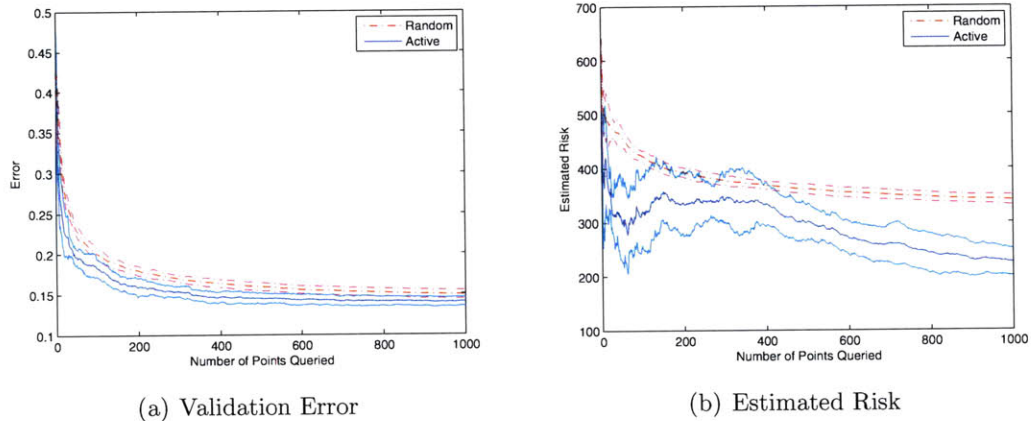 0.5
0.45
0.4
0.35
0.3
0.25
0.2
0.15
0.1
Error
0 200 400 600 800 1000
Number of Points Queried
Random
Active
(a) Validation Error
700
600
500
400
300
200
100
Estimated Risk
0 200 400 600 800 1000
Number of Points Queried
Random
Active
(b) Estimated Risk